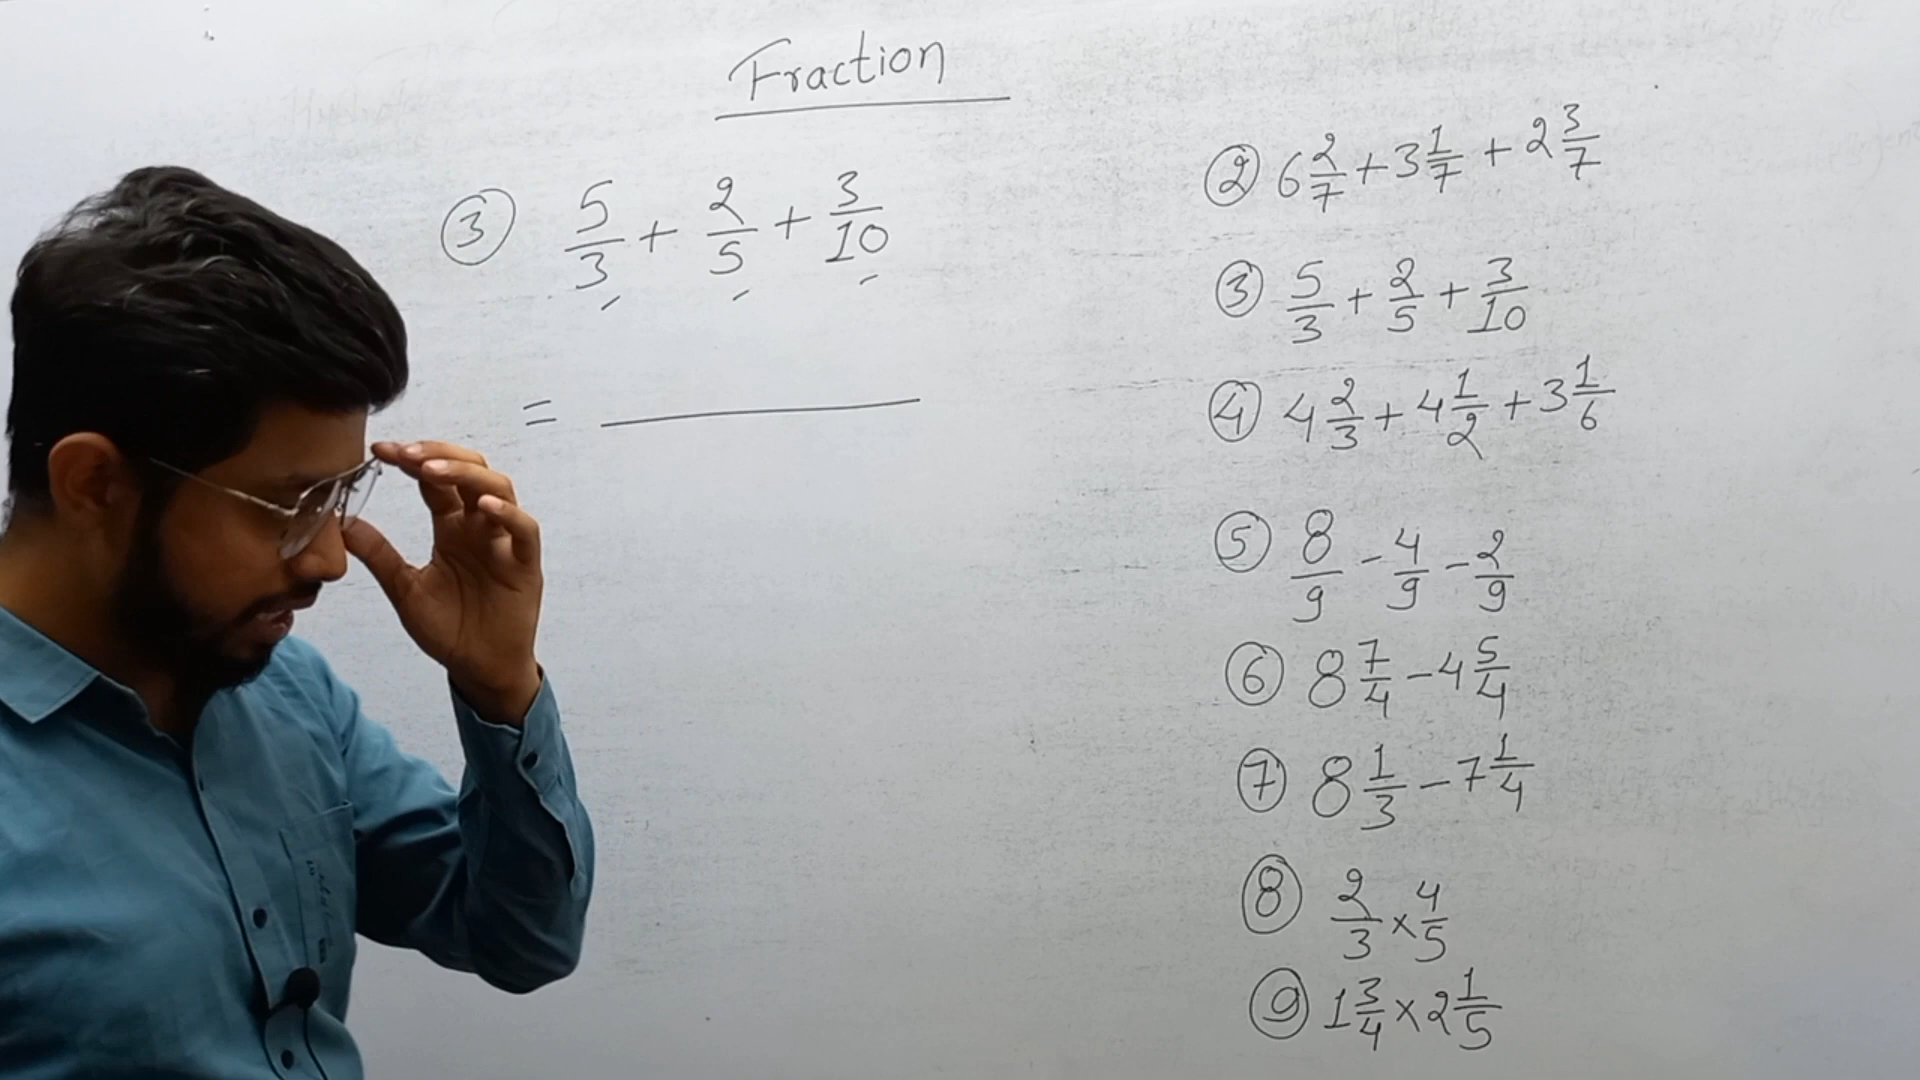 Fraction
③ 5/3 + 2/5 + 3/10
=
② 6 2/7 + 3 1/7 + 2 3/7
③ 5/3 + 2/5 + 3/10
④ 4 2/3 + 4 1/2 + 3 1/6
⑤ 8/9 - 4/9 - 2/9
⑥ 8 7/4 - 4 5/4
⑦ 8 1/3 - 7 1/4
⑧ 2/3 × 4/5
⑨ 1 3/4 × 2 1/5